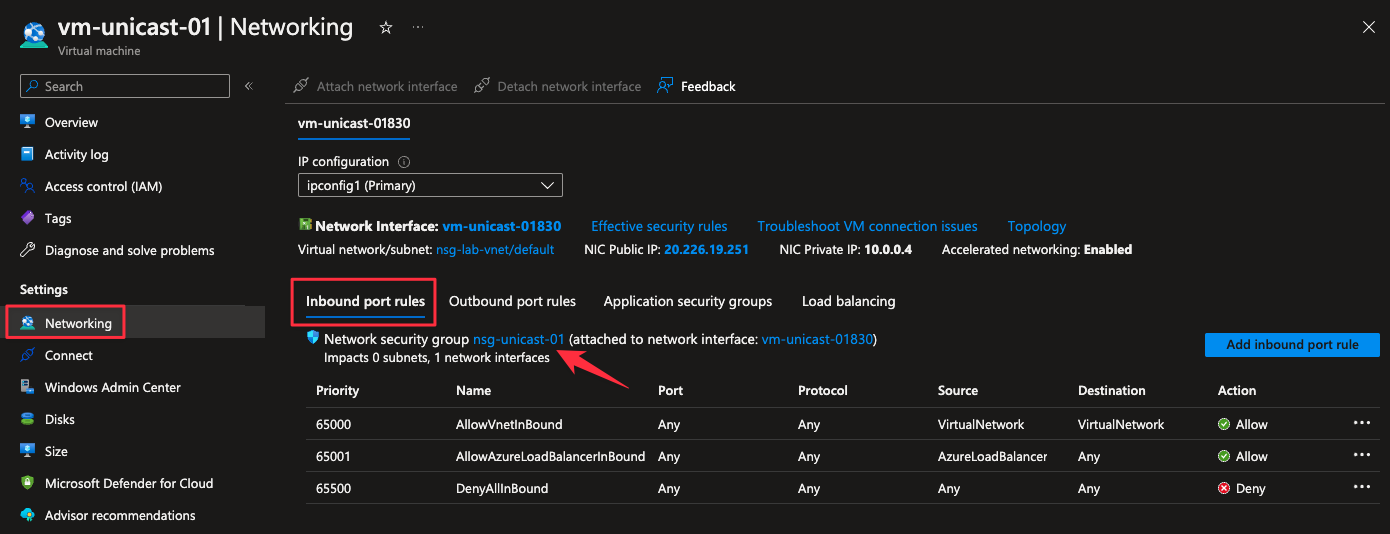 vm-unicast-01 | Networking ☆ ...
Virtual machine
Search «
Overview
Activity log
Access control (IAM)
Tags
Diagnose and solve problems
Settings
Networking
Connect
Windows Admin Center
Disks
Size
Microsoft Defender for Cloud
Advisor recommendations
Attach network interface Detach network interface Feedback
vm-unicast-01830
IP configuration
ipconfig1 (Primary)
Network Interface: vm-unicast-01830 Effective security rules Troubleshoot VM connection issues Topology
Virtual network/subnet: nsg-lab-vnet/default NIC Public IP: 20.226.19.251 NIC Private IP: 10.0.0.4 Accelerated networking: Enabled
Inbound port rules Outbound port rules Application security groups Load balancing
Network security group nsg-unicast-01 (attached to network interface: vm-unicast-01830)
Impacts 0 subnets, 1 network interfaces
Add inbound port rule
Priority Name Port Protocol Source Destination Action
65000 AllowVnetInBound Any Any VirtualNetwork VirtualNetwork Allow ...
65001 AllowAzureLoadBalancerInBound Any Any AzureLoadBalancer Any Allow ...
65500 DenyAllInBound Any Any Any Any Deny ...